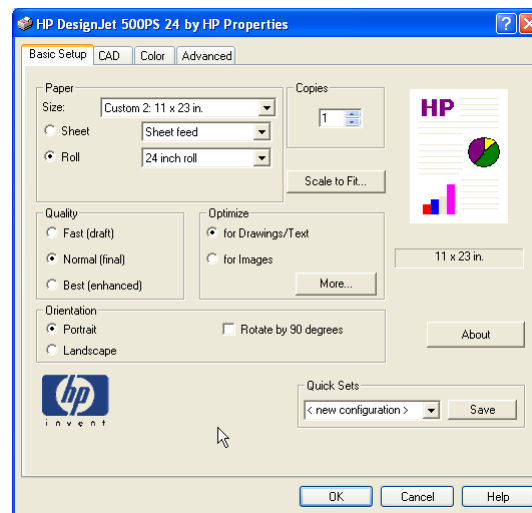 HP DesignJet 500PS 24 by HP Properties
Basic Setup CAD Color Advanced
Paper
Size: Custom 2: 11 x 23 in.
Sheet Sheet feed
Roll 24 inch roll
Copies
1
Scale to Fit...
HP
11 x 23 in.
Quality
Fast (draft)
Normal (final)
Best (enhanced)
Optimize
for Drawings/Text
for Images
More...
Orientation
Portrait
Landscape
Rotate by 90 degrees
About
hp
invent
Quick Sets
< new configuration > Save
OK Cancel Help